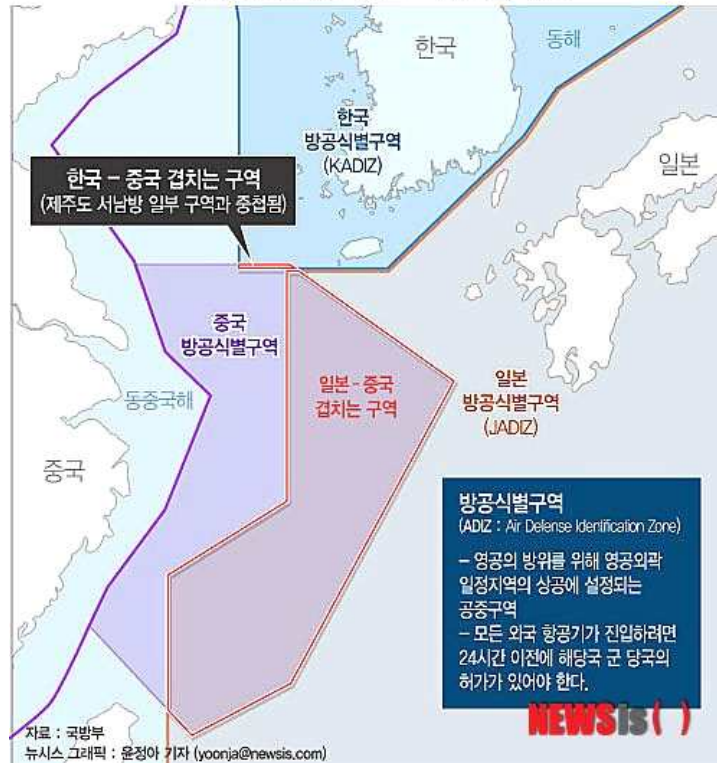 한국
동해
한국
방공식별구역
(KADIZ)
일본
한국 – 중국 겹치는 구역
(제주도 서남방 일부 구역과 중첩됨)
중국
방공식별구역
일본-중국
겹치는 구역
일본
방공식별구역
(JADIZ)
동중국해
중국
방공식별구역
(ADIZ : Air Defense Identification Zone)
– 영공의 방위를 위해 영공외곽
일정지역의 상공에 설정되는
공중구역
– 모든 외국 항공기가 진입하려면
24시간 이전에 해당국 군 당국의
허가가 있어야 한다.
NEWSis( )
자료 : 국방부
뉴시스 그래픽 : 윤정아 기자 (yoonja@newsis.com)